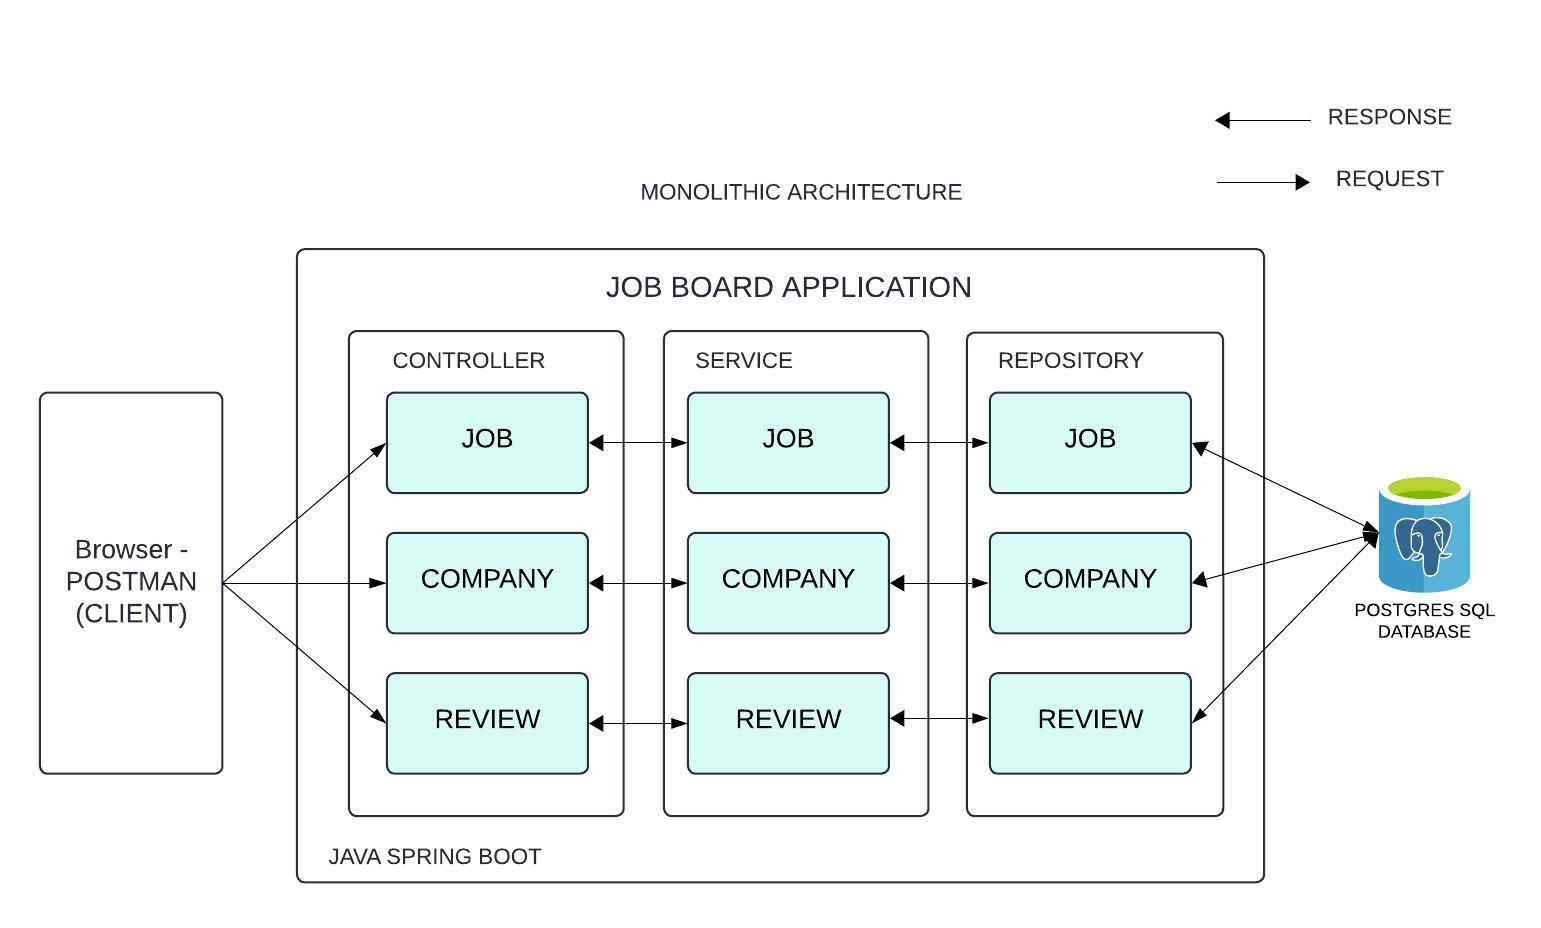 RESPONSE
REQUEST
MONOLITHIC ARCHITECTURE
JOB BOARD APPLICATION
CONTROLLER
SERVICE
REPOSITORY
JOB
JOB
JOB
Browser -
POSTMAN
(CLIENT)
COMPANY
COMPANY
COMPANY
POSTGRES SQL
DATABASE
REVIEW
REVIEW
REVIEW
JAVA SPRING BOOT